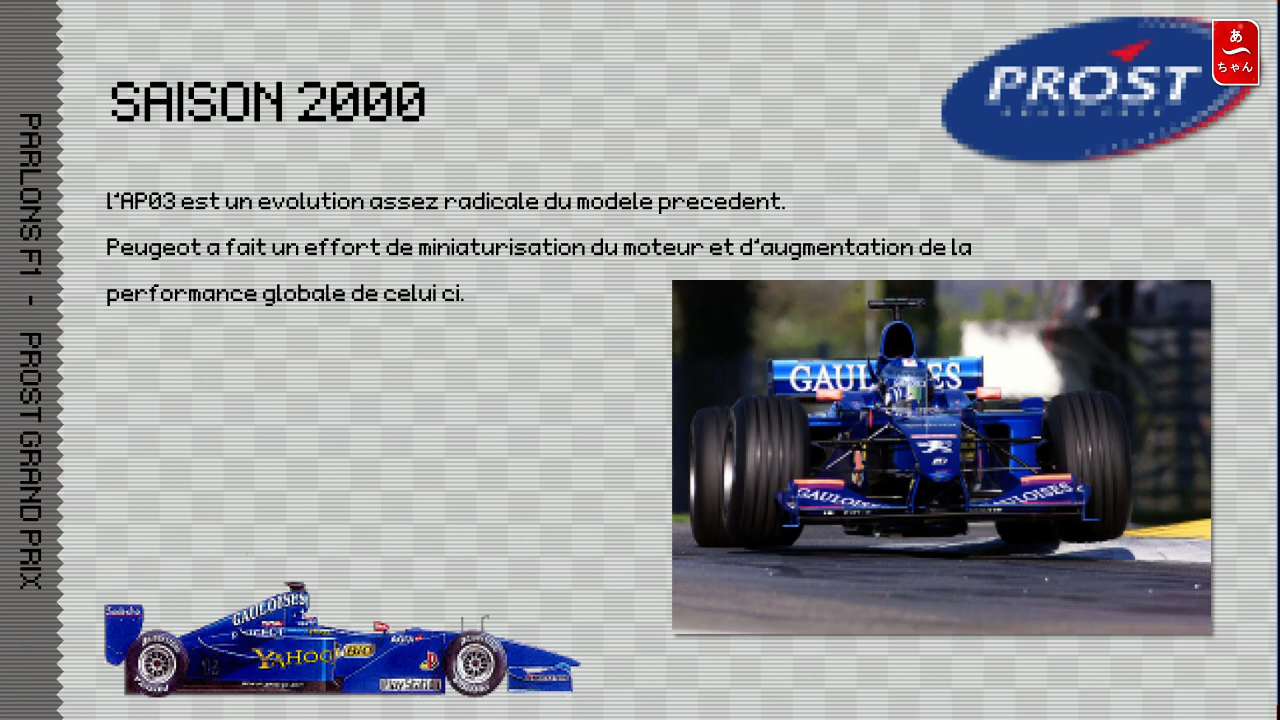 PROST
あー
ちゃん
SAISON 2000
l'AP03 est un evolution assez radicale du modele precedent.
Peugeot a fait un effort de miniaturisation du moteur et d'augmentation de la
performance globale de celui ci.
PARLONS F1 - PROST GRAND PRIX
GAULOISES
GAULOISES
GAULOISES
YAHOO
PlayStation